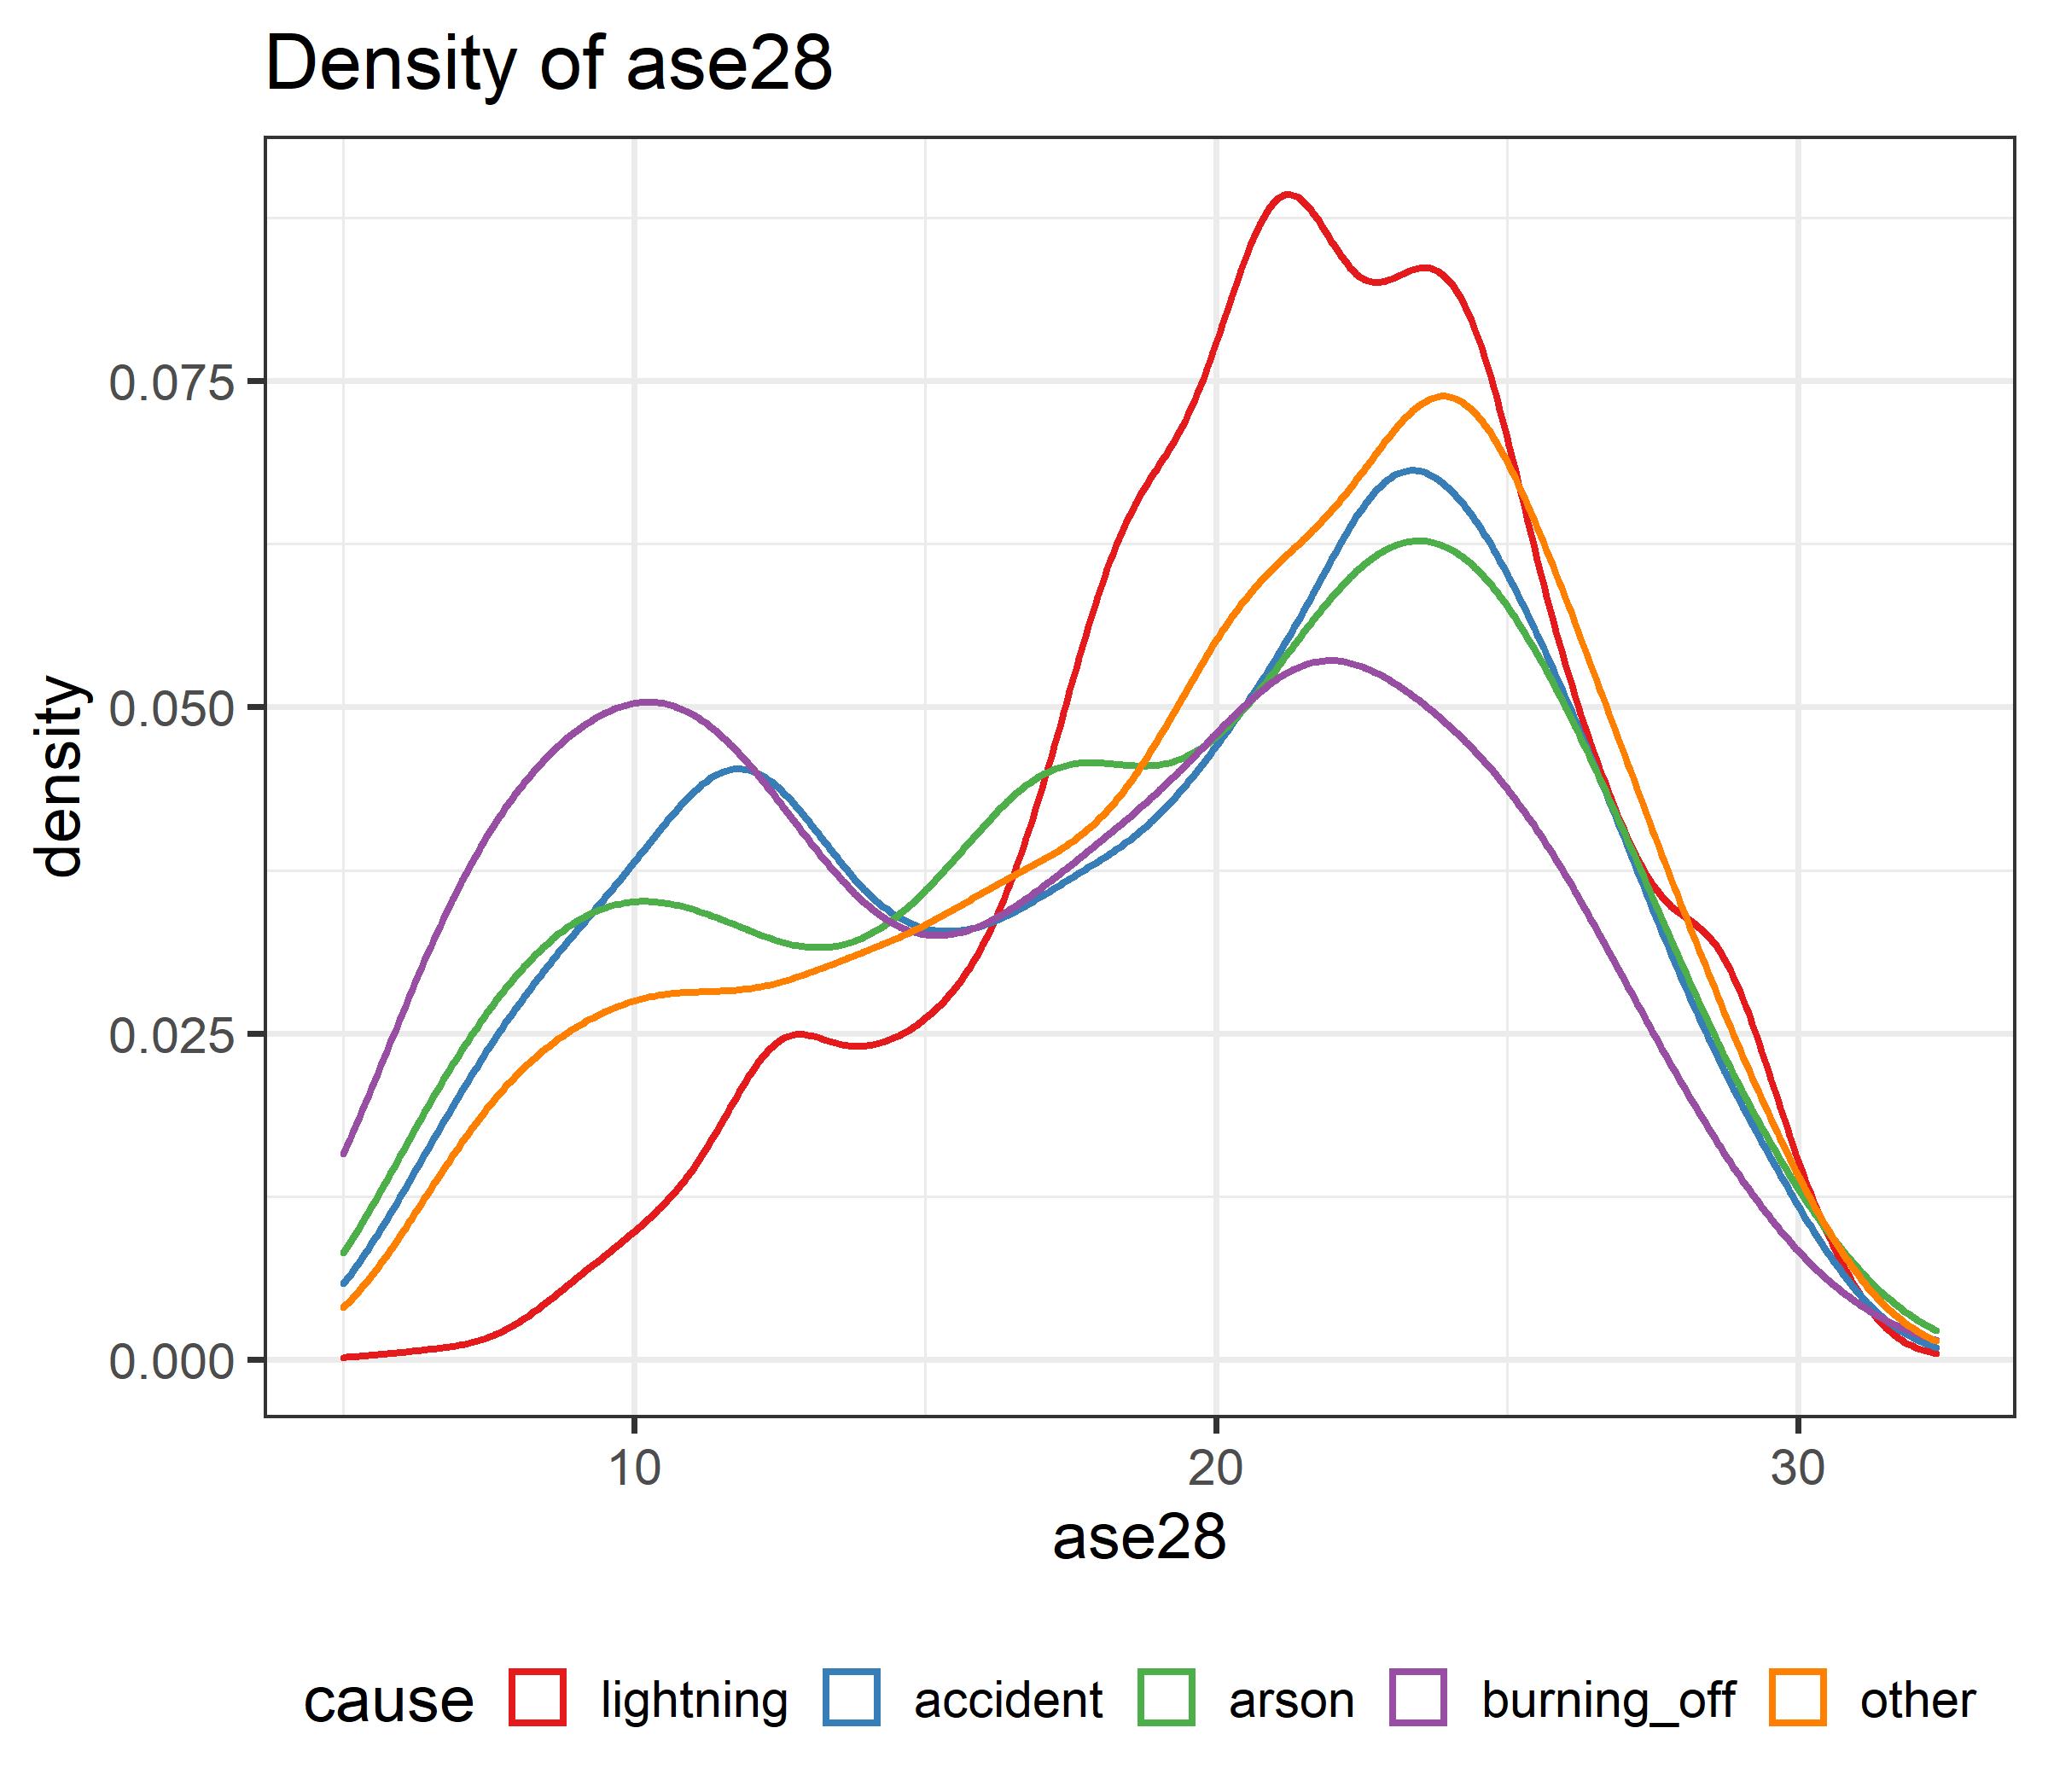 Density of ase28
0.075
0.050
0.025
0.000
density
10 20 30
ase28
cause lightning accident arson burning_off other